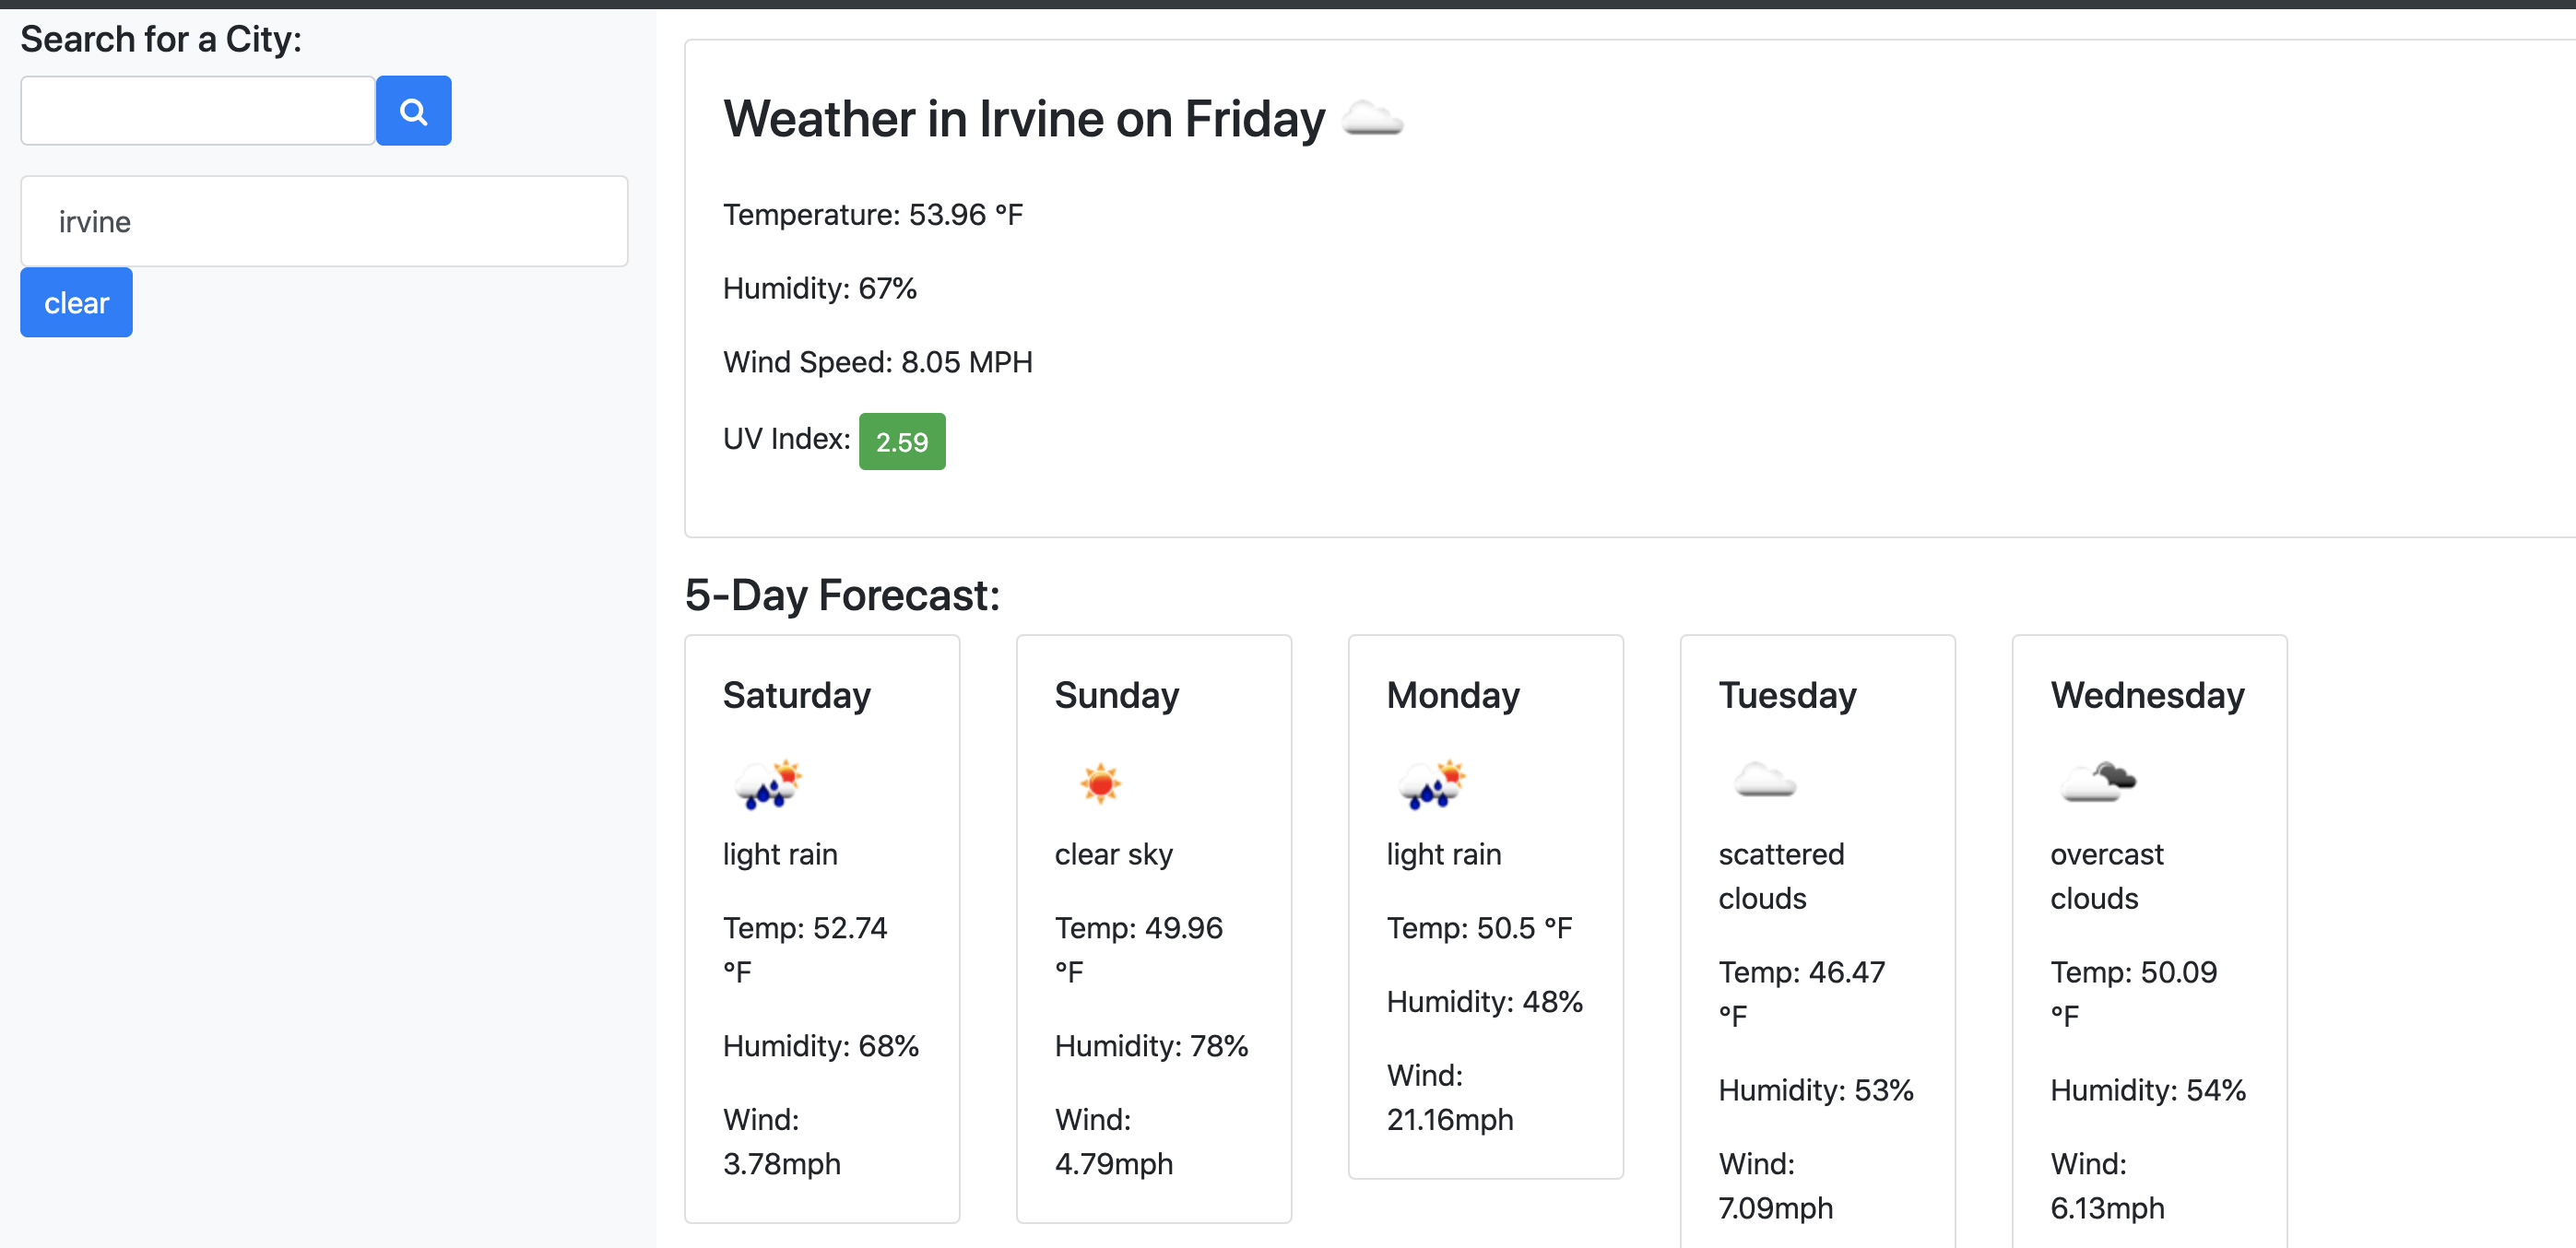 Search for a City:
irvine
clear
Weather in Irvine on Friday
Temperature: 53.96 °F
Humidity: 67%
Wind Speed: 8.05 MPH
UV Index: 2.59
5-Day Forecast:
Saturday
light rain
Temp: 52.74
°F
Humidity: 68%
Wind:
3.78mph
Sunday
clear sky
Temp: 49.96
°F
Humidity: 78%
Wind:
4.79mph
Monday
light rain
Temp: 50.5 °F
Humidity: 48%
Wind:
21.16mph
Tuesday
scattered
clouds
Temp: 46.47
°F
Humidity: 53%
Wind:
7.09mph
Wednesday
overcast
clouds
Temp: 50.09
°F
Humidity: 54%
Wind:
6.13mph